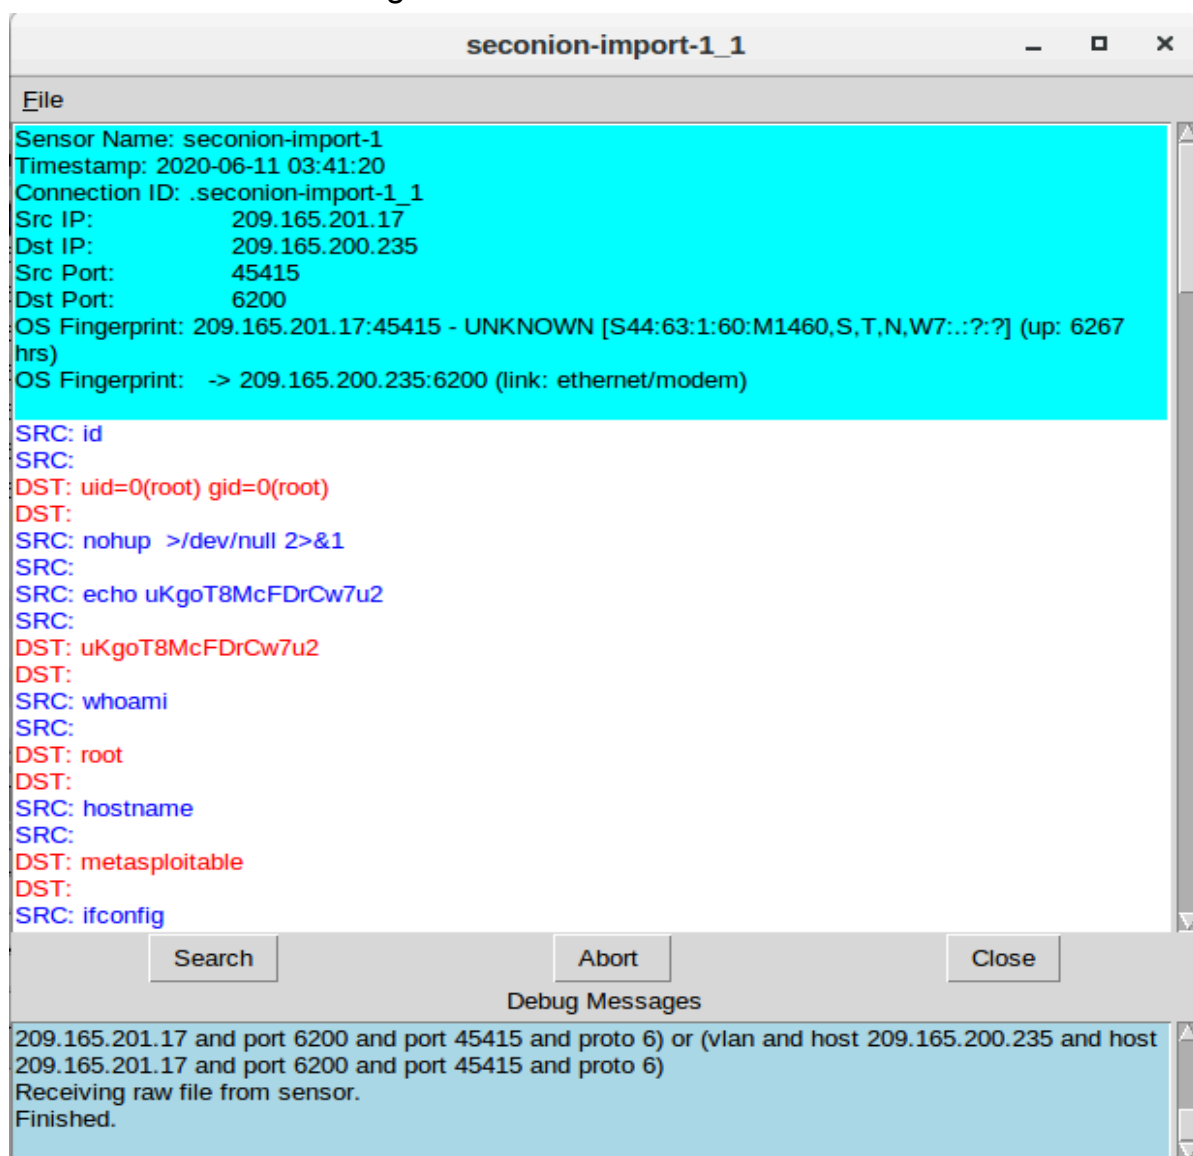 seconion-import-1_1
File
Sensor Name: seconion-import-1
Timestamp: 2020-06-11 03:41:20
Connection ID: .seconion-import-1_1
Src IP: 209.165.201.17
Dst IP: 209.165.200.235
Src Port: 45415
Dst Port: 6200
OS Fingerprint: 209.165.201.17:45415 - UNKNOWN [S44:63:1:60:M1460,S,T,N,W7:.:?:?] (up: 6267
hrs)
OS Fingerprint: -> 209.165.200.235:6200 (link: ethernet/modem)
SRC: id
SRC:
DST: uid=0(root) gid=0(root)
DST:
SRC: nohup >/dev/null 2>&1
SRC:
SRC: echo uKgoT8McFDrCw7u2
SRC:
DST: uKgoT8McFDrCw7u2
DST:
SRC: whoami
SRC:
DST: root
DST:
SRC: hostname
SRC:
DST: metasploitable
DST:
SRC: ifconfig
Search Abort Close
Debug Messages
209.165.201.17 and port 6200 and port 45415 and proto 6) or (vlan and host 209.165.200.235 and host
209.165.201.17 and port 6200 and port 45415 and proto 6)
Receiving raw file from sensor.
Finished.